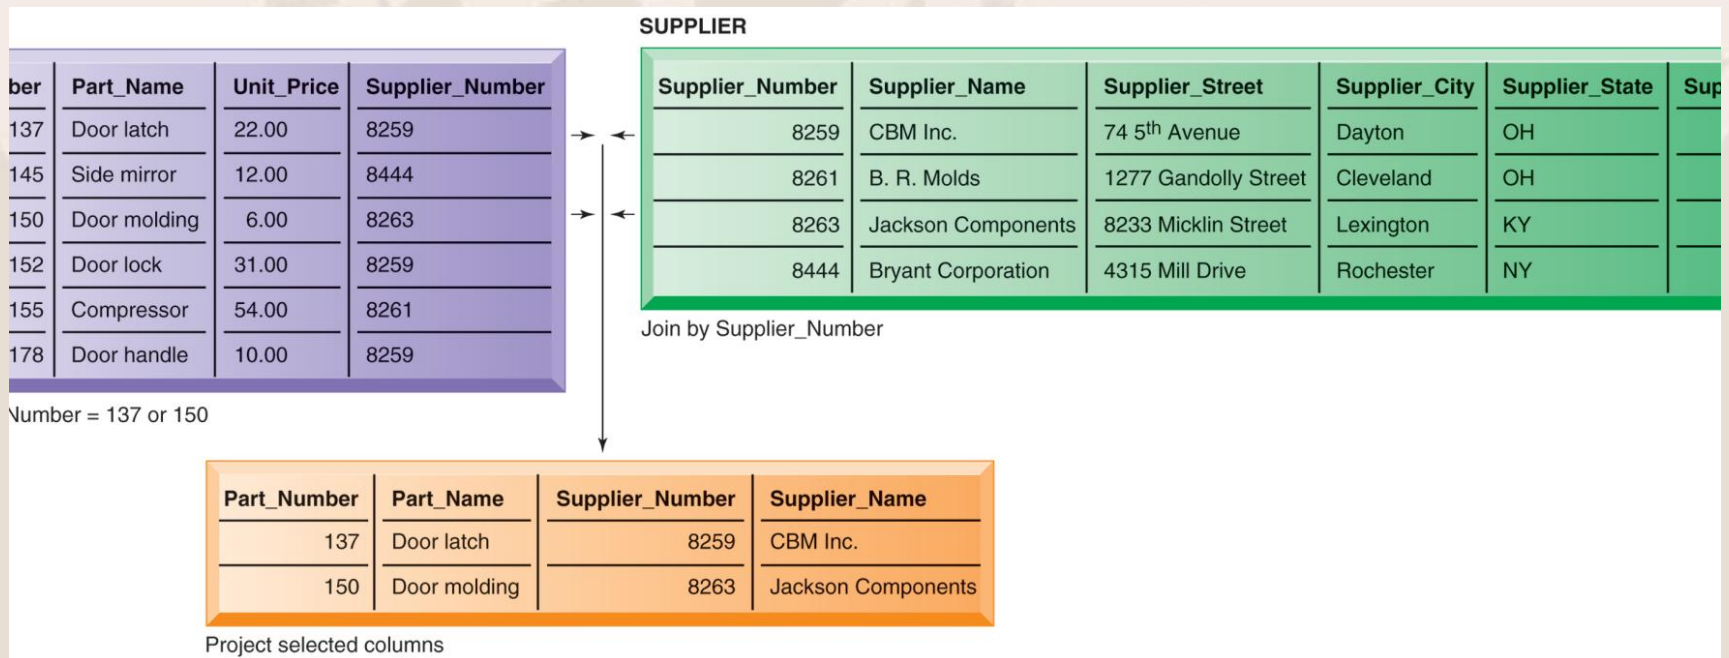 SUPPLIER
ber Part_Name Unit_Price Supplier_Number
137 Door latch 22.00 8259
145 Side mirror 12.00 8444
150 Door molding 6.00 8263
152 Door lock 31.00 8259
155 Compressor 54.00 8261
178 Door handle 10.00 8259
Number = 137 or 150
Supplier_Number Supplier_Name Supplier_Street Supplier_City Supplier_State Sup
8259 CBM Inc. 74 5th Avenue Dayton OH
8261 B. R. Molds 1277 Gandolly Street Cleveland OH
8263 Jackson Components 8233 Micklin Street Lexington KY
8444 Bryant Corporation 4315 Mill Drive Rochester NY
Join by Supplier_Number
Part_Number Part_Name Supplier_Number Supplier_Name
137 Door latch 8259 CBM Inc.
150 Door molding 8263 Jackson Components
Project selected columns